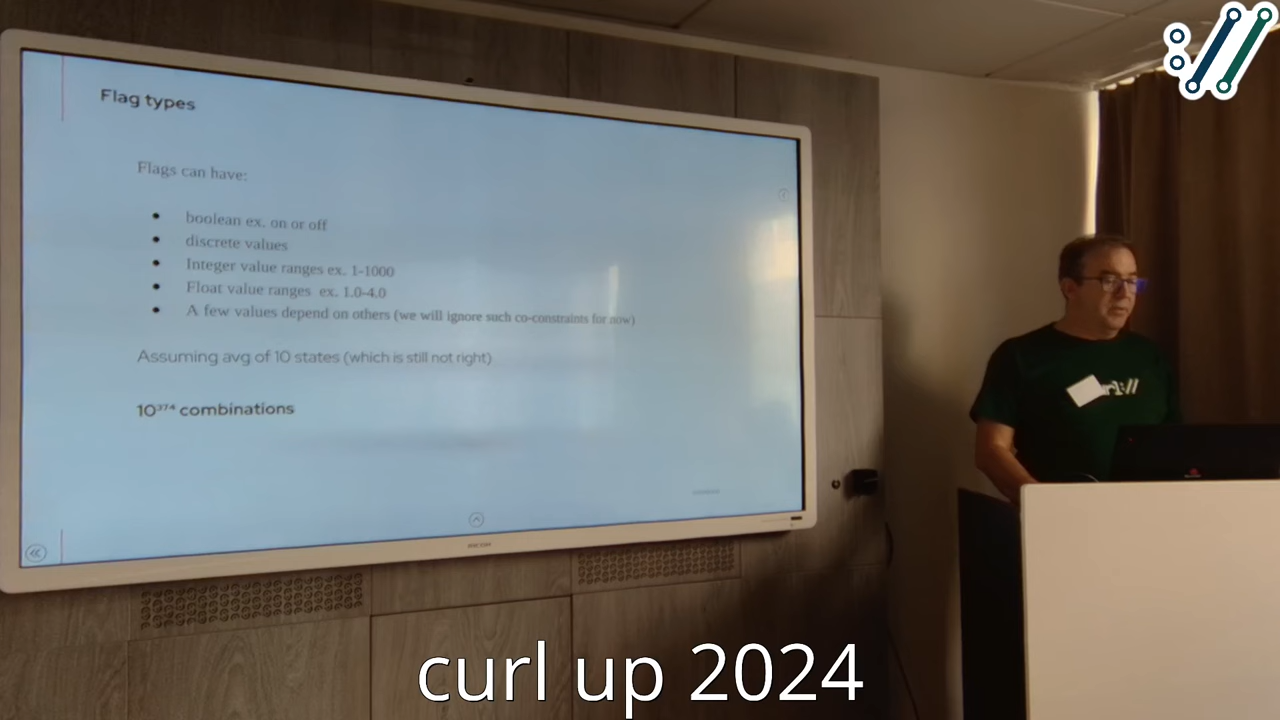 Flag types
Flags can have:
• boolean ex. on or off
• discrete values
• Integer value ranges ex. 1-1000
• Float value ranges ex. 1.0-4.0
• A few values depend on others (we will ignore such co-constraints for now)
Assuming avg of 10 states (which is still not right)
10³⁷⁴ combinations
RICOH
rl://
curl up 2024